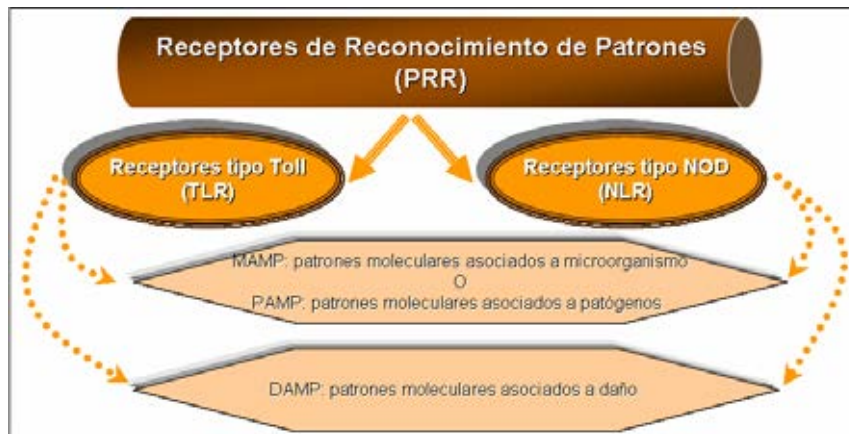 Receptores de Reconocimiento de Patrones
(PRR)
Receptores tipo Toll
(TLR)
Receptores tipo NOD
(NLR)
MAMP: patrones moleculares asociados a microorganismo
O
PAMP: patrones moleculares asociados a patógenos
DAMP: patrones moleculares asociados a daño